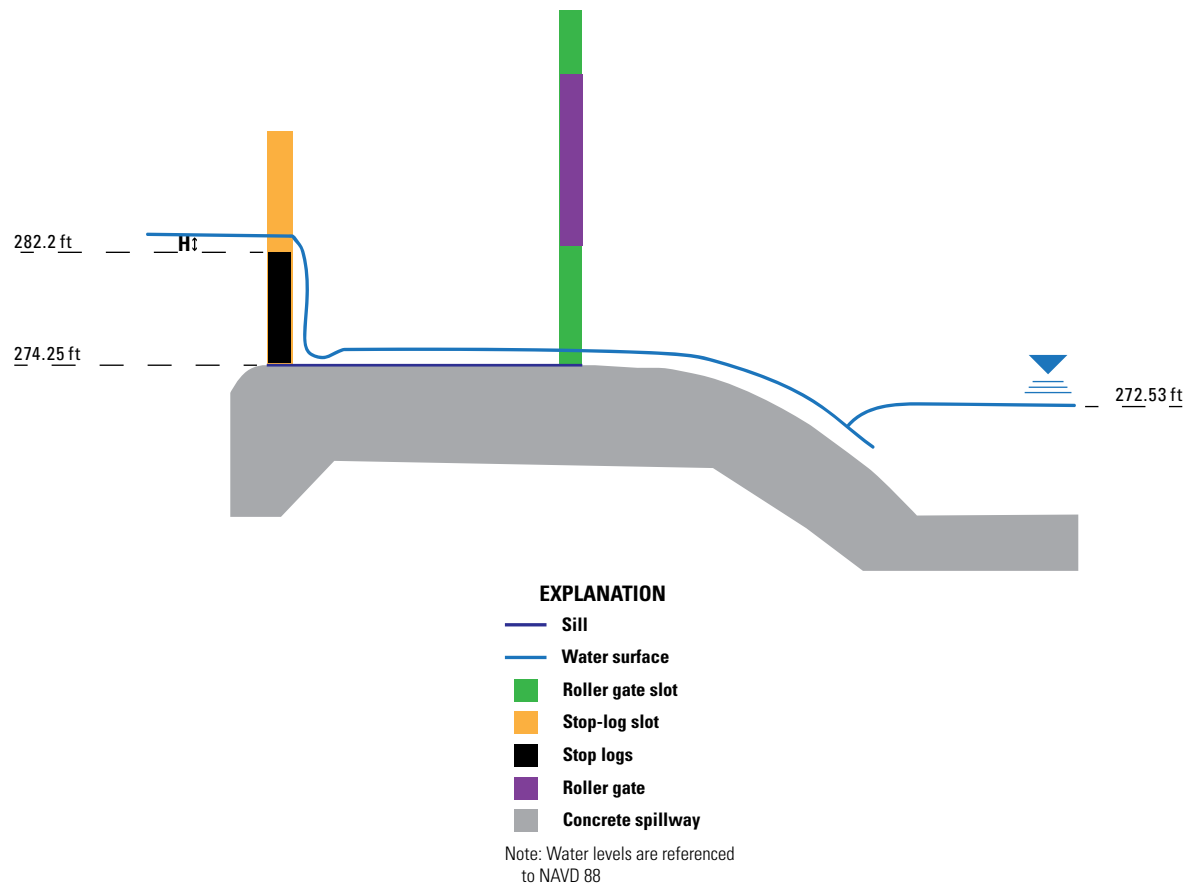 282.2 ft
H
274.25 ft
272.53 ft
EXPLANATION
Sill
Water surface
Roller gate slot
Stop-log slot
Stop logs
Roller gate
Concrete spillway
Note: Water levels are referenced
to NAVD 88